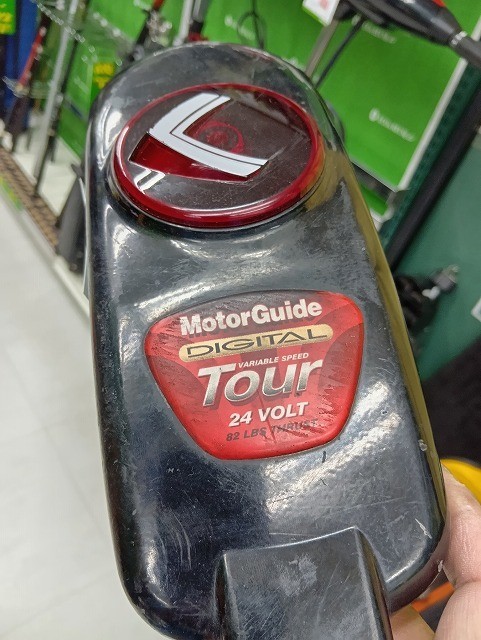 MotorGuide
DIGITAL
VARIABLE SPEED
Tour
24 VOLT
82 LBS THRUST